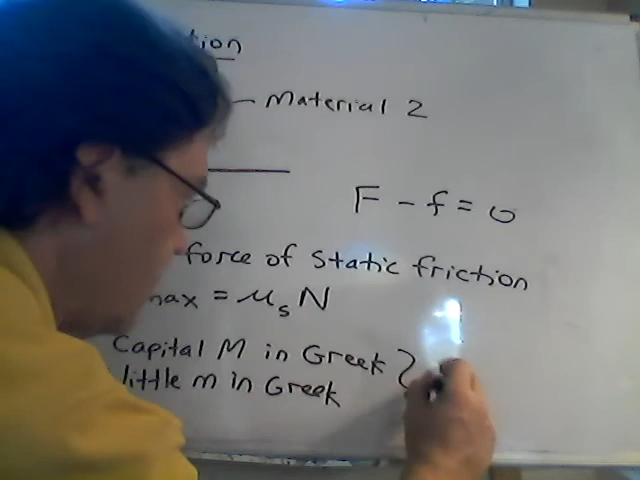 tion
– Material 2
F – f = 0
force of static friction
max = μs N
Capital M in Greek }
little m in Greek